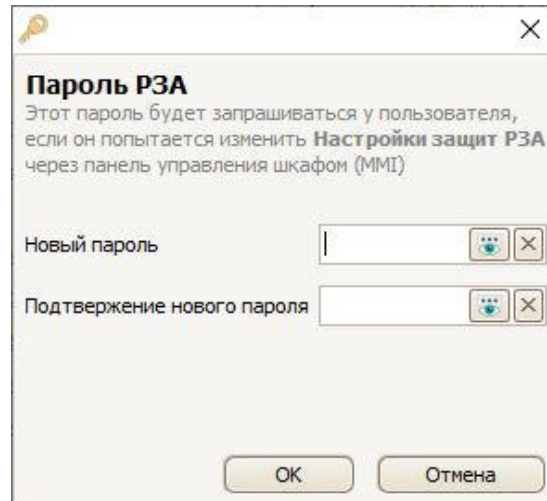 Пароль РЗА
Этот пароль будет запрашиваться у пользователя,
если он попытается изменить Настройки защит РЗА
через панель управления шкафом (MMI)
Новый пароль
Подтвержение нового пароля
OK
Отмена